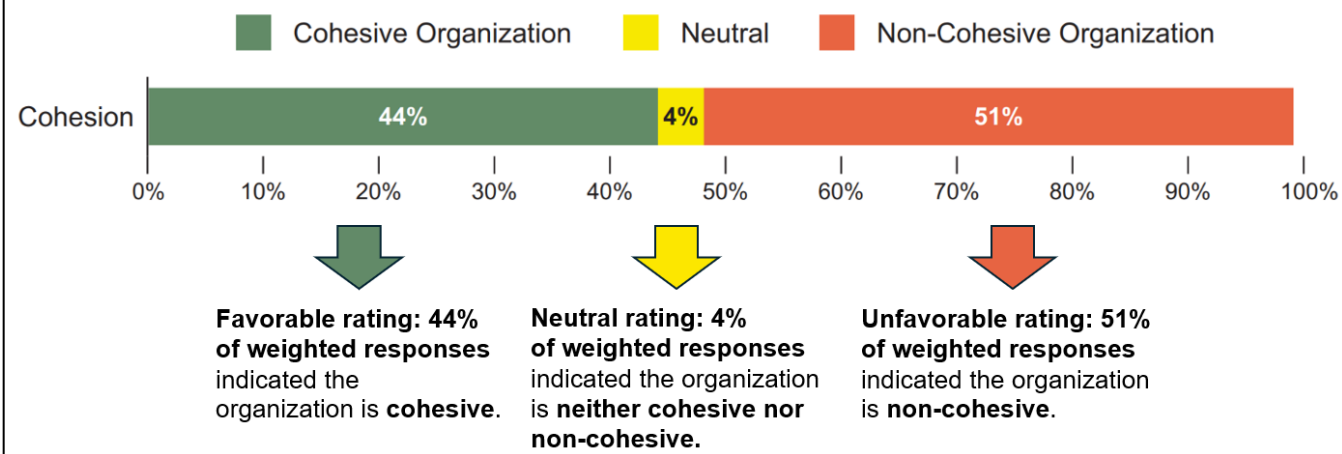 Cohesive Organization Neutral Non-Cohesive Organization
Cohesion 44% 4% 51%
0% 10% 20% 30% 40% 50% 60% 70% 80% 90% 100%
Favorable rating: 44%
of weighted responses
indicated the
organization is cohesive.
Neutral rating: 4%
of weighted responses
indicated the organization
is neither cohesive nor
non-cohesive.
Unfavorable rating: 51%
of weighted responses
indicated the organization
is non-cohesive.